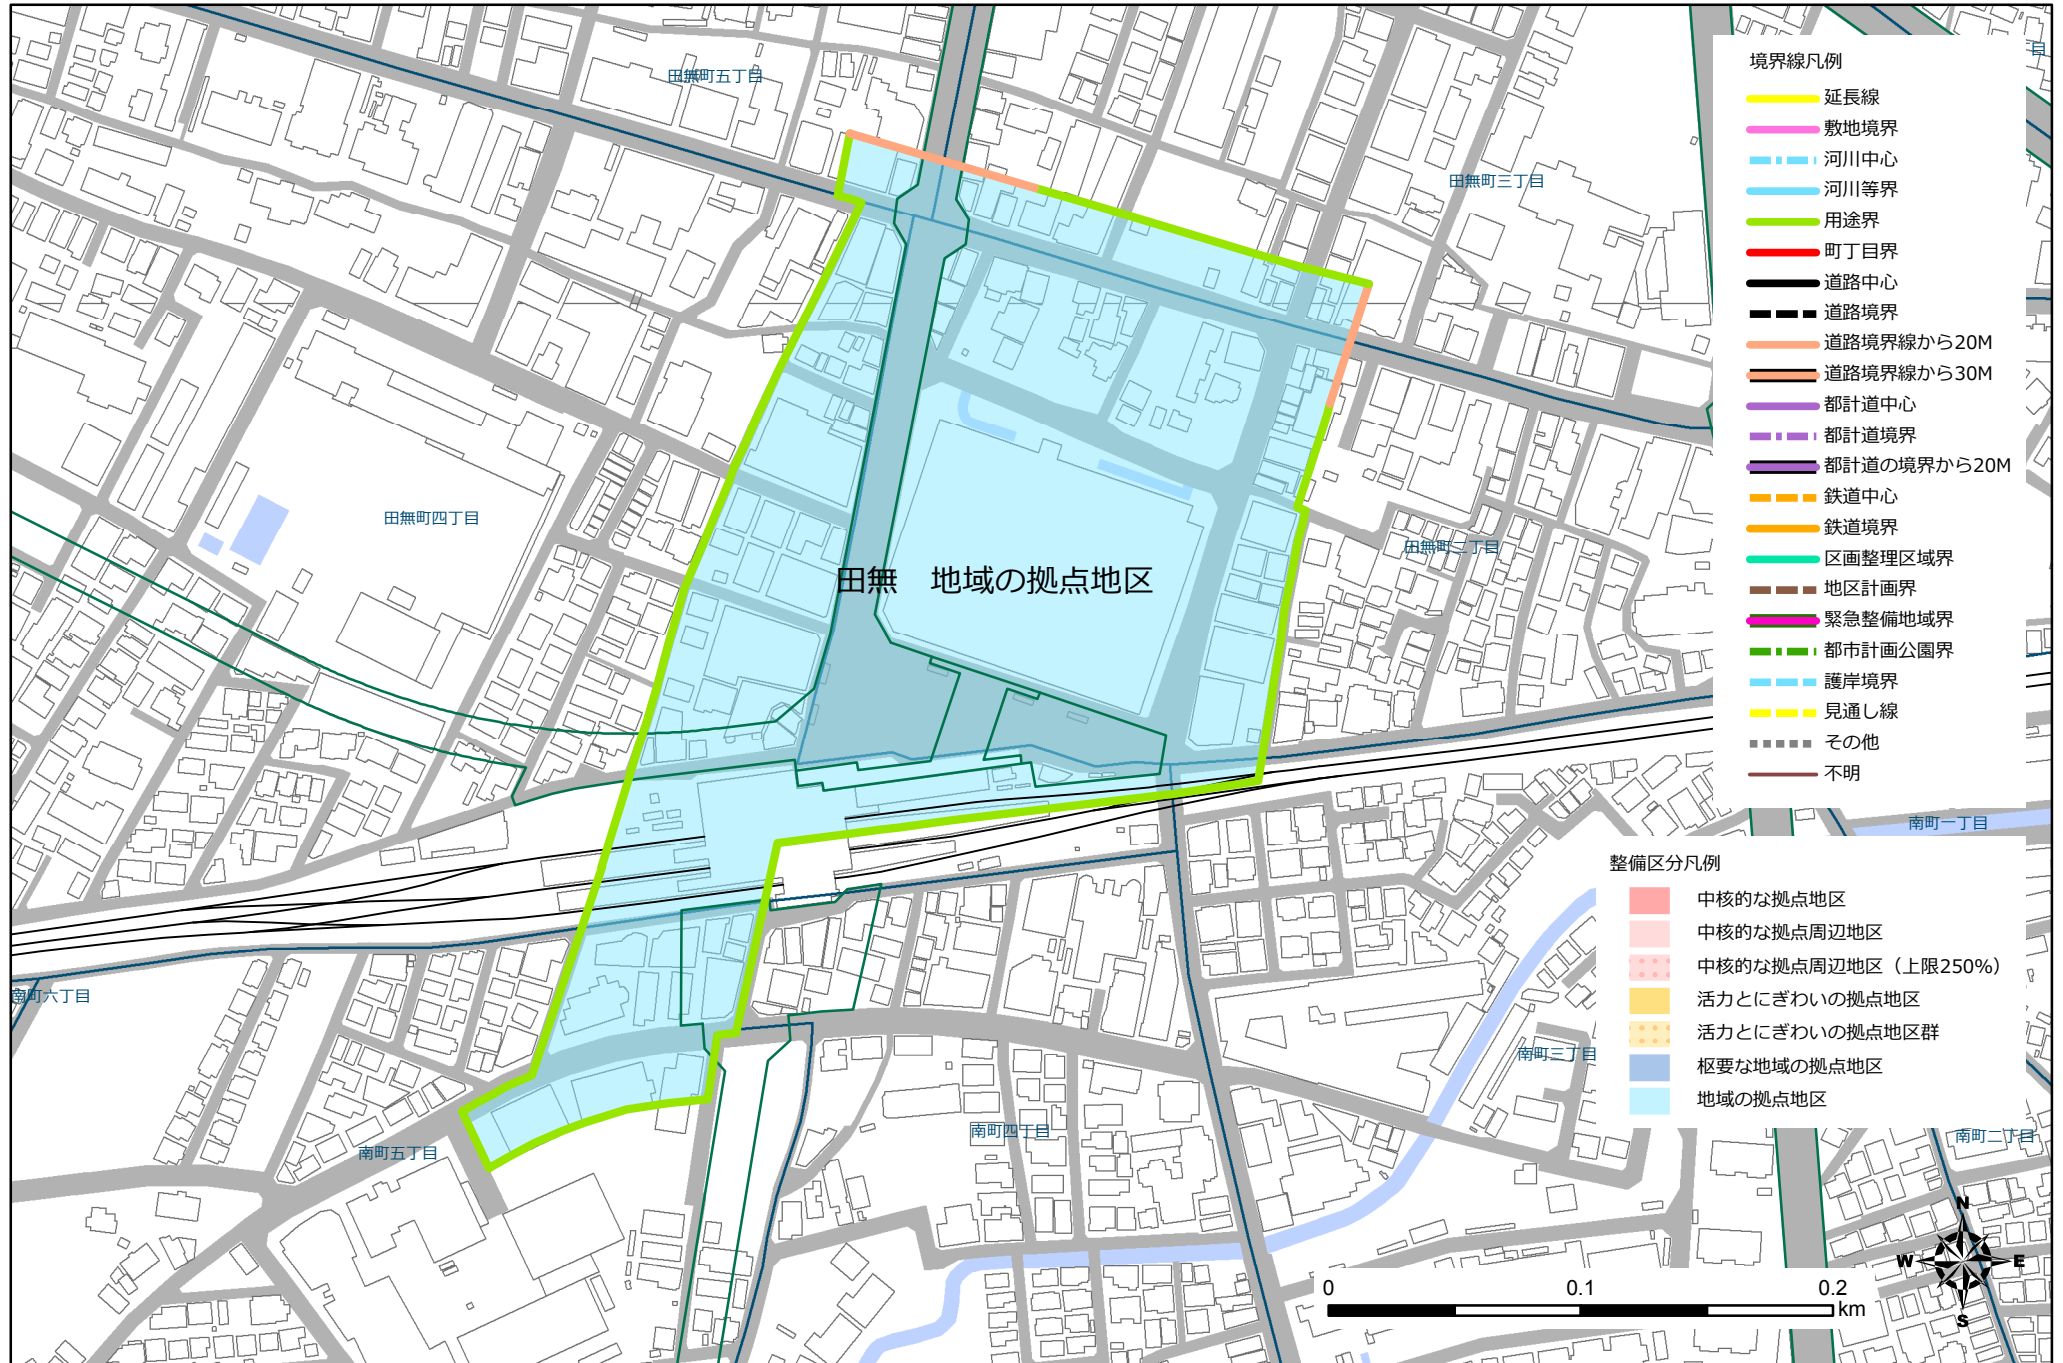 田無町五丁目
田無町三丁目
田無町四丁目
田無町二丁目
田無　地域の拠点地区
南町六丁目
南町五丁目
南町四丁目
南町三丁目
南町一丁目
南町二丁目
目
境界線凡例
延長線
敷地境界
河川中心
河川等界
用途界
町丁目界
道路中心
道路境界
道路境界線から20M
道路境界線から30M
都計道中心
都計道境界
都計道の境界から20M
鉄道中心
鉄道境界
区画整理区域界
地区計画界
緊急整備地域界
都市計画公園界
護岸境界
見通し線
その他
不明
整備区分凡例
中核的な拠点地区
中核的な拠点周辺地区
中核的な拠点周辺地区（上限250%）
活力とにぎわいの拠点地区
活力とにぎわいの拠点地区群
枢要な地域の拠点地区
地域の拠点地区
N
W E
S
0 0.1 0.2
km